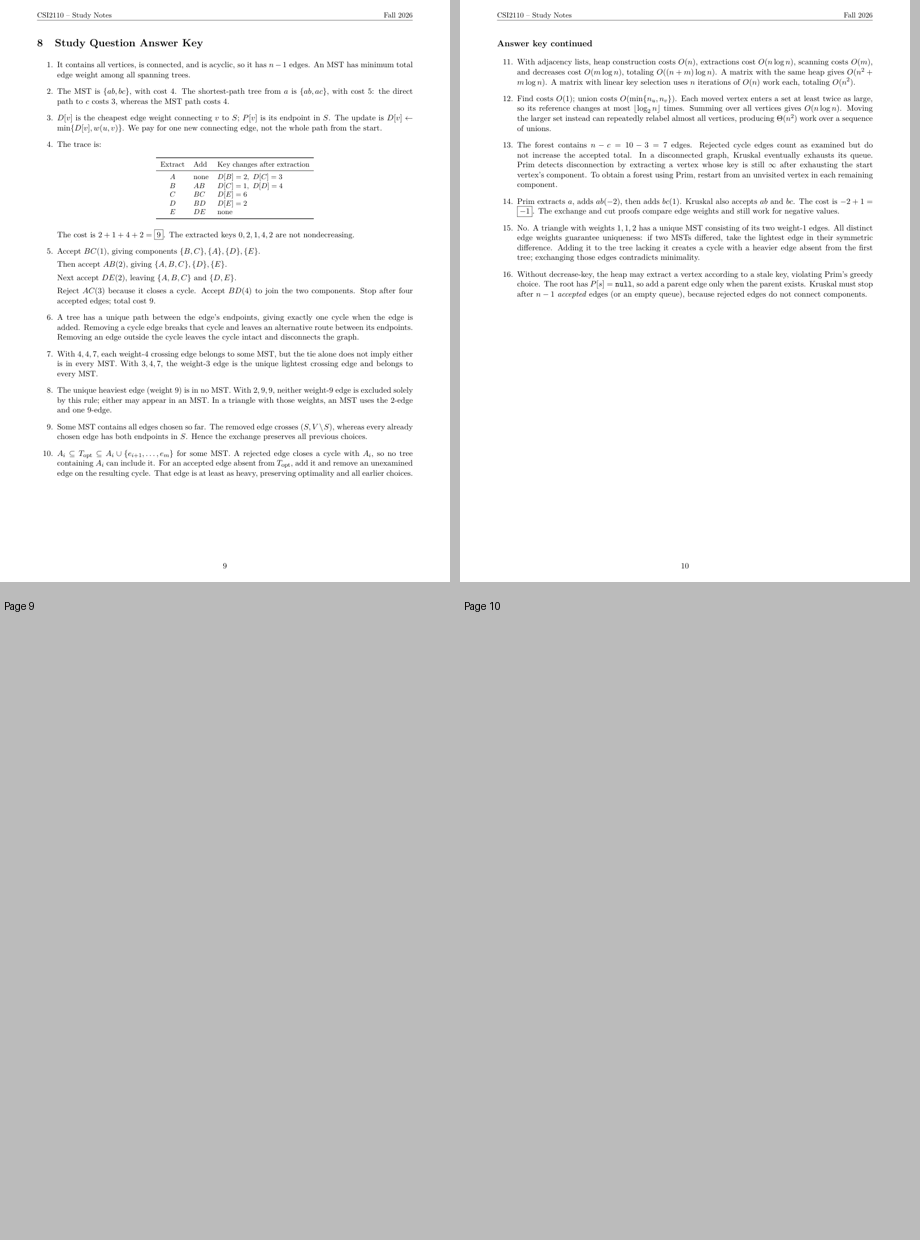 CSI2110 – Study Notes Fall 2026
8 Study Question Answer Key
1. It contains all vertices, is connected, and is acyclic, so it has n − 1 edges. An MST has minimum total
edge weight among all spanning trees.
2. The MST is {ab, bc}, with cost 4. The shortest-path tree from a is {ab, ac}, with cost 5: the direct
path to c costs 3, whereas the MST path costs 4.
3. D[v] is the cheapest edge weight connecting v to S; P[v] is its endpoint in S. The update is D[v] ←
min{D[v], w(u, v)}. We pay for one new connecting edge, not the whole path from the start.
4. The trace is:
Extract Add Key changes after extraction
A none D[B] = 2, D[C] = 3
B AB D[C] = 1, D[D] = 4
C BC D[E] = 6
D BD D[E] = 2
E DE none
The cost is 2 + 1 + 4 + 2 = 9. The extracted keys 0, 2, 1, 4, 2 are not nondecreasing.
5. Accept BC(1), giving components {B, C}, {A}, {D}, {E}.
Then accept AB(2), giving {A, B, C}, {D}, {E}.
Next accept DE(2), leaving {A, B, C} and {D, E}.
Reject AC(3) because it closes a cycle. Accept BD(4) to join the two components. Stop after four
accepted edges; total cost 9.
6. A tree has a unique path between the edge's endpoints, giving exactly one cycle when the edge is
added. Removing a cycle edge breaks that cycle and leaves an alternative route between its endpoints.
Removing an edge outside the cycle leaves the cycle intact and disconnects the graph.
7. With 4, 4, 7, each weight-4 crossing edge belongs to some MST, but the tie alone does not imply either
is in every MST. With 3, 4, 7, the weight-3 edge is the unique lightest crossing edge and belongs to
every MST.
8. The unique heaviest edge (weight 9) is in no MST. With 2, 9, 9, neither weight-9 edge is excluded solely
by this rule; either may appear in an MST. In a triangle with those weights, an MST uses the 2-edge
and one 9-edge.
9. Some MST contains all edges chosen so far. The removed edge crosses (S, V \ S), whereas every already
chosen edge has both endpoints in S. Hence the exchange preserves all previous choices.
10. Aᵢ ⊆ T_opt ⊆ Aᵢ ∪ {eᵢ₊₁, . . . , eₘ} for some MST. A rejected edge closes a cycle with Aᵢ, so no tree
containing Aᵢ can include it. For an accepted edge absent from T_opt, add it and remove an unexamined
edge on the resulting cycle. That edge is at least as heavy, preserving optimality and all earlier choices.
9
Page 9
CSI2110 – Study Notes Fall 2026
Answer key continued
11. With adjacency lists, heap construction costs O(n), extractions cost O(n log n), scanning costs O(m),
and decreases cost O(m log n), totaling O((n + m) log n). A matrix with the same heap gives O(n² +
m log n). A matrix with linear key selection uses n iterations of O(n) work each, totaling O(n²).
12. Find costs O(1); union costs O(min{nᵤ, nᵥ}). Each moved vertex enters a set at least twice as large,
so its reference changes at most ⌊log₂ n⌋ times. Summing over all vertices gives O(n log n). Moving
the larger set instead can repeatedly relabel almost all vertices, producing Θ(n²) work over a sequence
of unions.
13. The forest contains n − c = 10 − 3 = 7 edges. Rejected cycle edges count as examined but do
not increase the accepted total. In a disconnected graph, Kruskal eventually exhausts its queue.
Prim detects disconnection by extracting a vertex whose key is still ∞ after exhausting the start
vertex's component. To obtain a forest using Prim, restart from an unvisited vertex in each remaining
component.
14. Prim extracts a, adds ab(−2), then adds bc(1). Kruskal also accepts ab and bc. The cost is −2 + 1 =
−1. The exchange and cut proofs compare edge weights and still work for negative values.
15. No. A triangle with weights 1, 1, 2 has a unique MST consisting of its two weight-1 edges. All distinct
edge weights guarantee uniqueness: if two MSTs differed, take the lightest edge in their symmetric
difference. Adding it to the tree lacking it creates a cycle with a heavier edge absent from the first
tree; exchanging those edges contradicts minimality.
16. Without decrease-key, the heap may extract a vertex according to a stale key, violating Prim's greedy
choice. The root has P[s] = null, so add a parent edge only when the parent exists. Kruskal must stop
after n − 1 accepted edges (or an empty queue), because rejected edges do not connect components.
10
Page 10